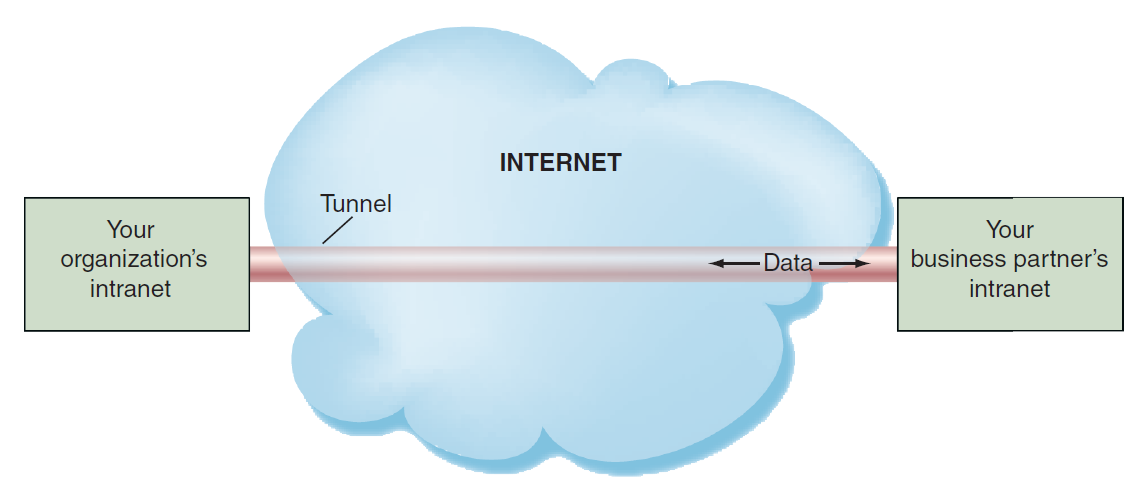 INTERNET
Tunnel
Your
organization’s
intranet
Data
Your
business partner’s
intranet